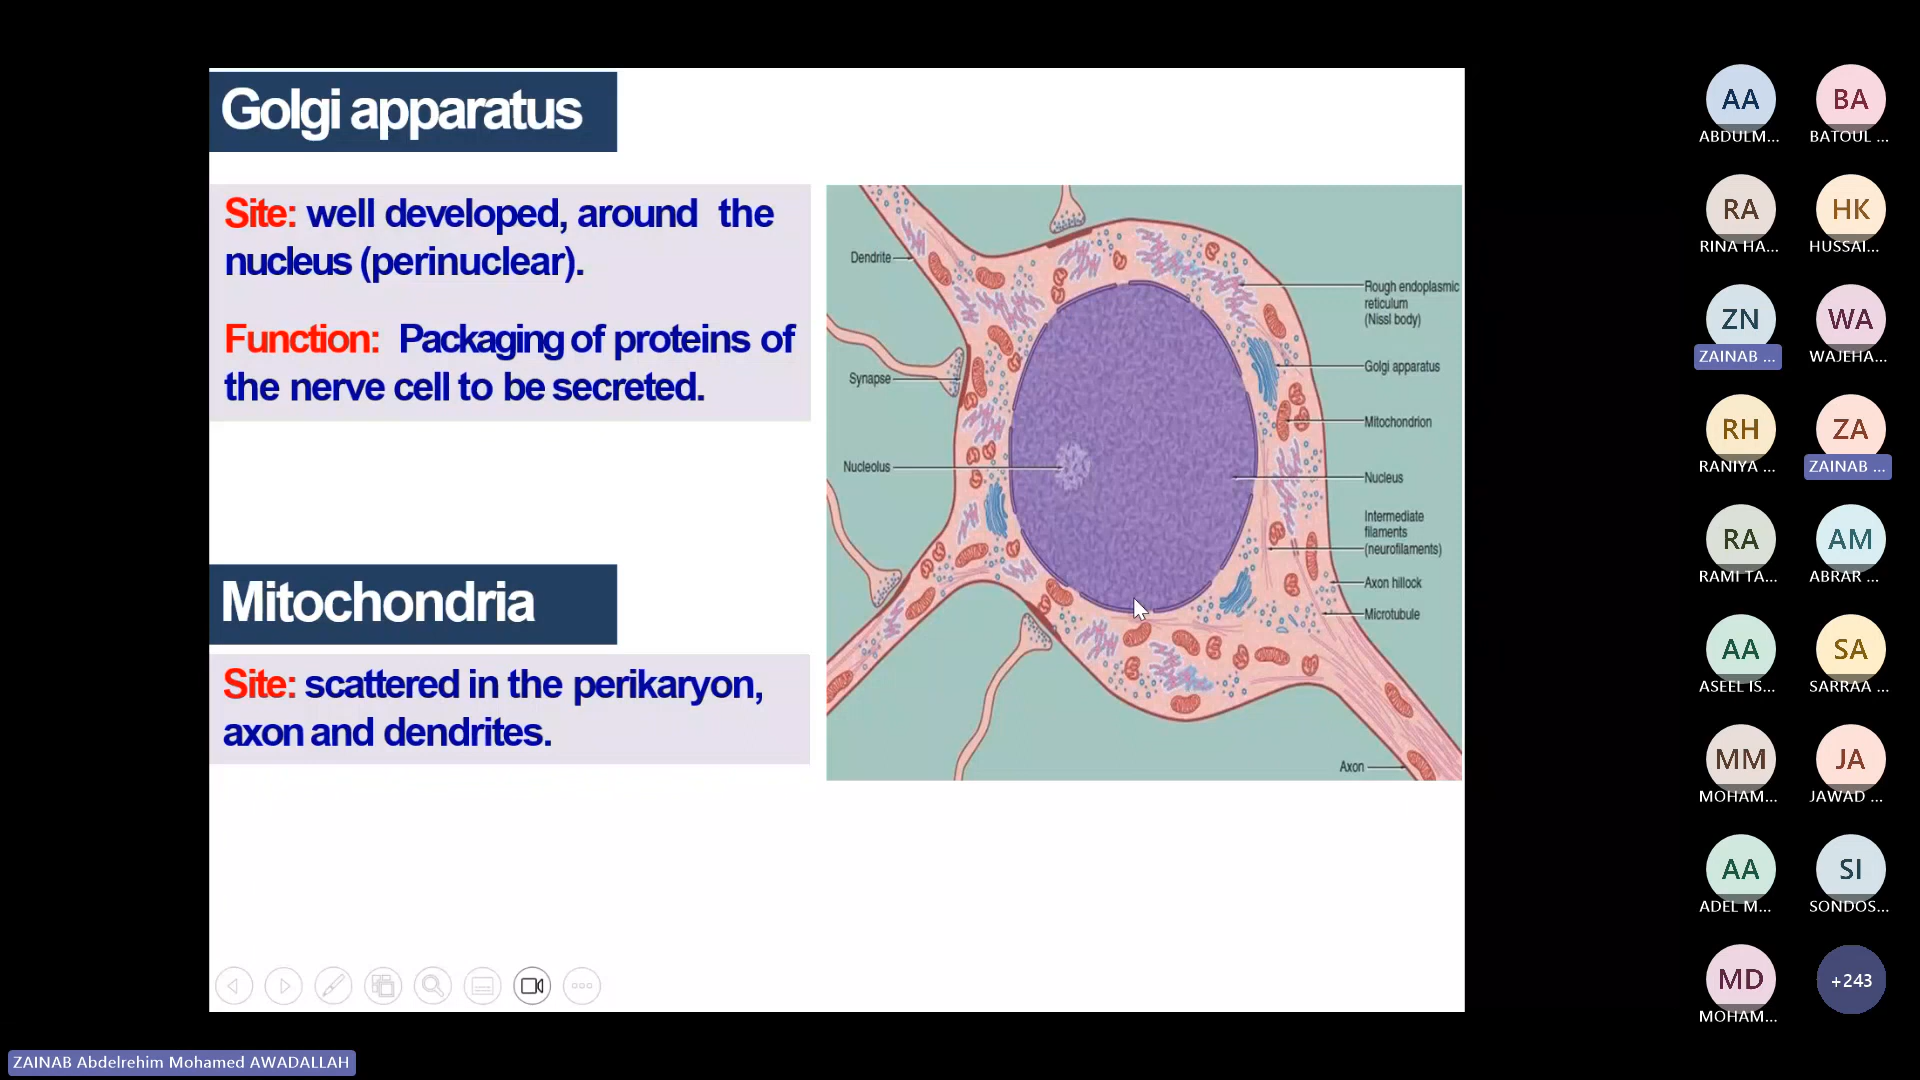 Golgi apparatus
Site: well developed, around the
nucleus (perinuclear).
Function: Packaging of proteins of
the nerve cell to be secreted.
Mitochondria
Site: scattered in the perikaryon,
axon and dendrites.
Dendrite
Synapse
Nucleolus
Rough endoplasmic
reticulum
(Nissl body)
Golgi apparatus
Mitochondrion
Nucleus
Intermediate
filaments
(neurofilaments)
Axon hillock
Microtubule
Axon
AA
ABDULM...
BA
BATOUL ...
RA
RINA HA...
HK
HUSSAI...
ZN
ZAINAB ...
WA
WAJEHA...
RH
RANIYA ...
ZA
ZAINAB ...
RA
RAMI TA...
AM
ABRAR ...
AA
ASEEL IS...
SA
SARRAA ...
MM
MOHAM...
JA
JAWAD ...
AA
ADEL M...
SI
SONDOS...
MD
MOHAM...
+243
ZAINAB Abdelrehim Mohamed AWADALLAH